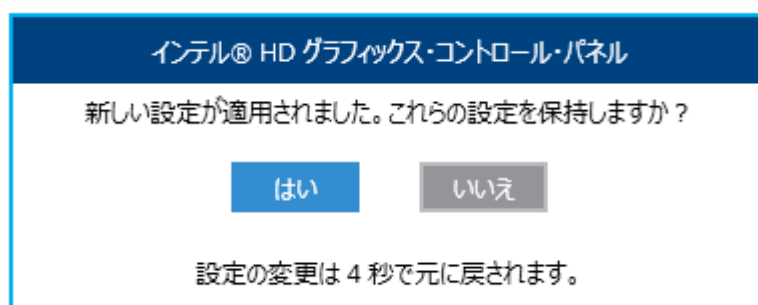 インテル® HD グラフィックス・コントロール・パネル
新しい設定が適用されました。これらの設定を保持しますか？
はい
いいえ
設定の変更は 4 秒で元に戻されます。